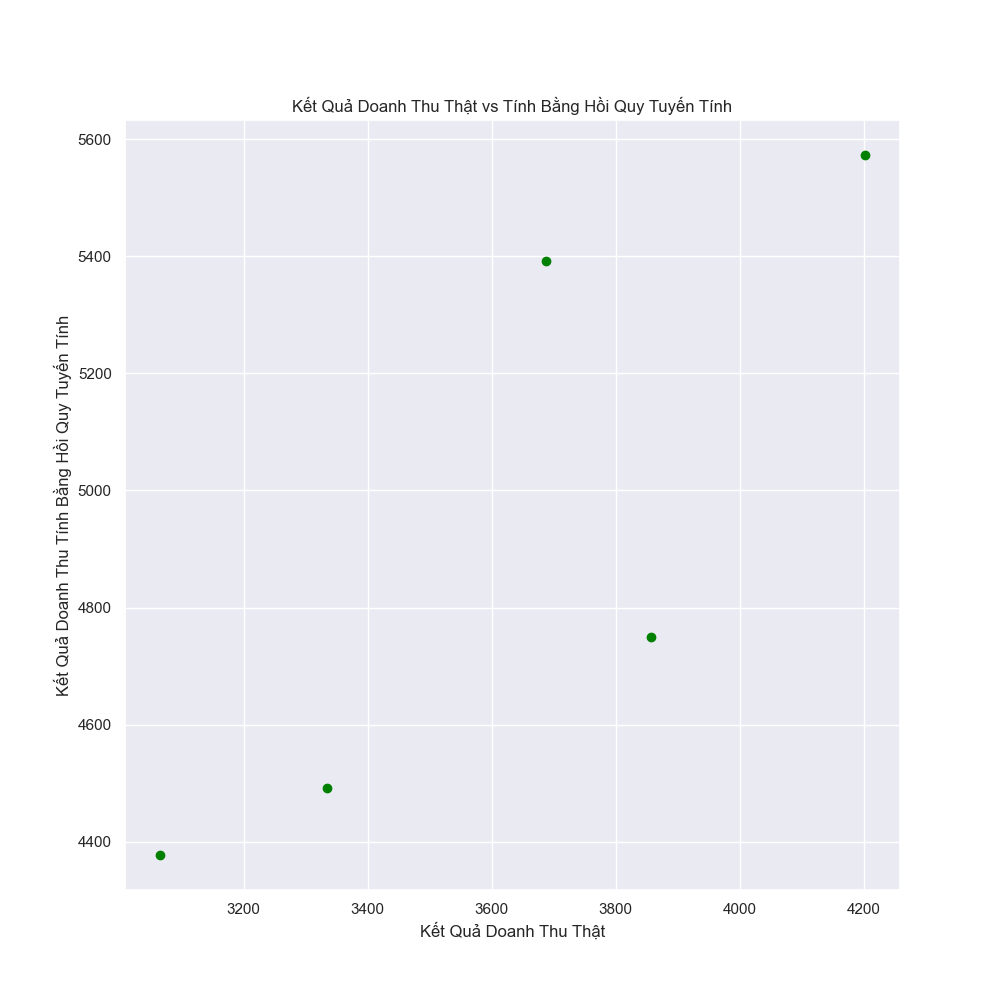 Kết Quả Doanh Thu Thật vs Tính Bằng Hồi Quy Tuyến Tính
5600
5400
5200
5000
4800
4600
4400
Kết Quả Doanh Thu Tính Bằng Hồi Quy Tuyến Tính
3200 3400 3600 3800 4000 4200
Kết Quả Doanh Thu Thật